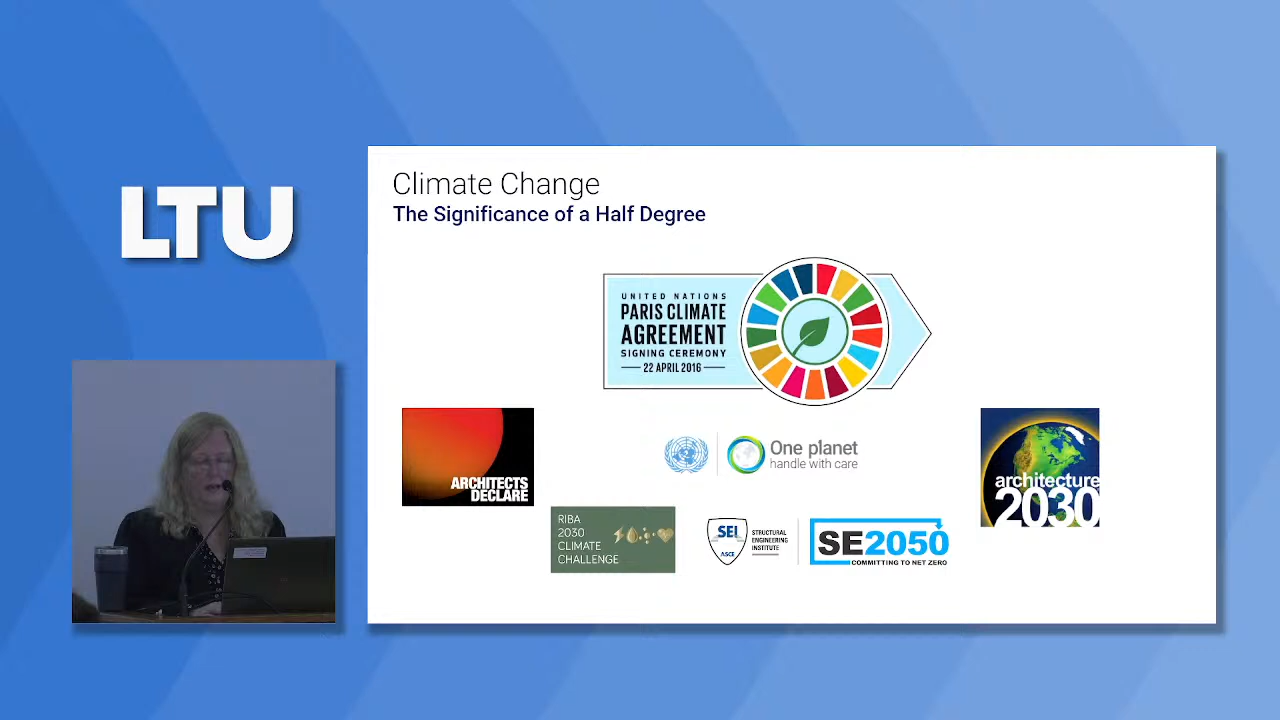 LTU
Climate Change
The Significance of a Half Degree
UNITED NATIONS
PARIS CLIMATE
AGREEMENT
SIGNING CEREMONY
22 APRIL 2016
ARCHITECTS
DECLARE
One planet
handle with care
architecture
2030
RIBA
2030
CLIMATE
CHALLENGE
SEI
ASCE
STRUCTURAL
ENGINEERING
INSTITUTE
SE2050
COMMITTING TO NET ZERO